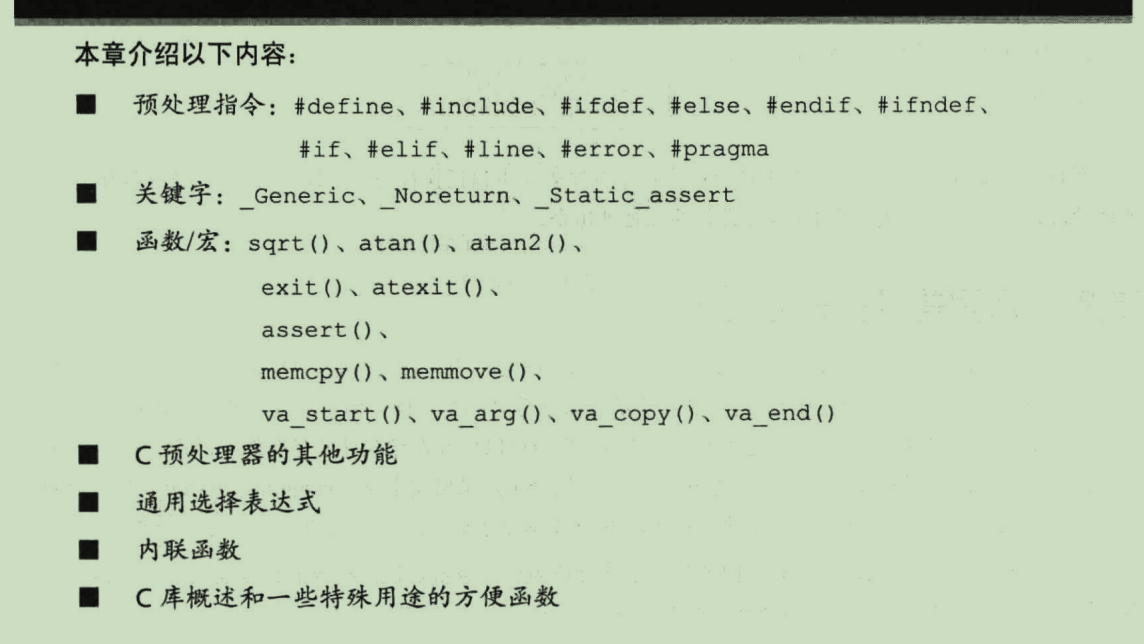 本章介绍以下内容：
■ 预处理指令：#define、#include、#ifdef、#else、#endif、#ifndef、
#if、#elif、#line、#error、#pragma
■ 关键字：_Generic、_Noreturn、_Static_assert
■ 函数/宏：sqrt()、atan()、atan2()、
exit()、atexit()、
assert()、
memcpy()、memmove()、
va_start()、va_arg()、va_copy()、va_end()
■ C 预处理器的其他功能
■ 通用选择表达式
■ 内联函数
■ C 库概述和一些特殊用途的方便函数